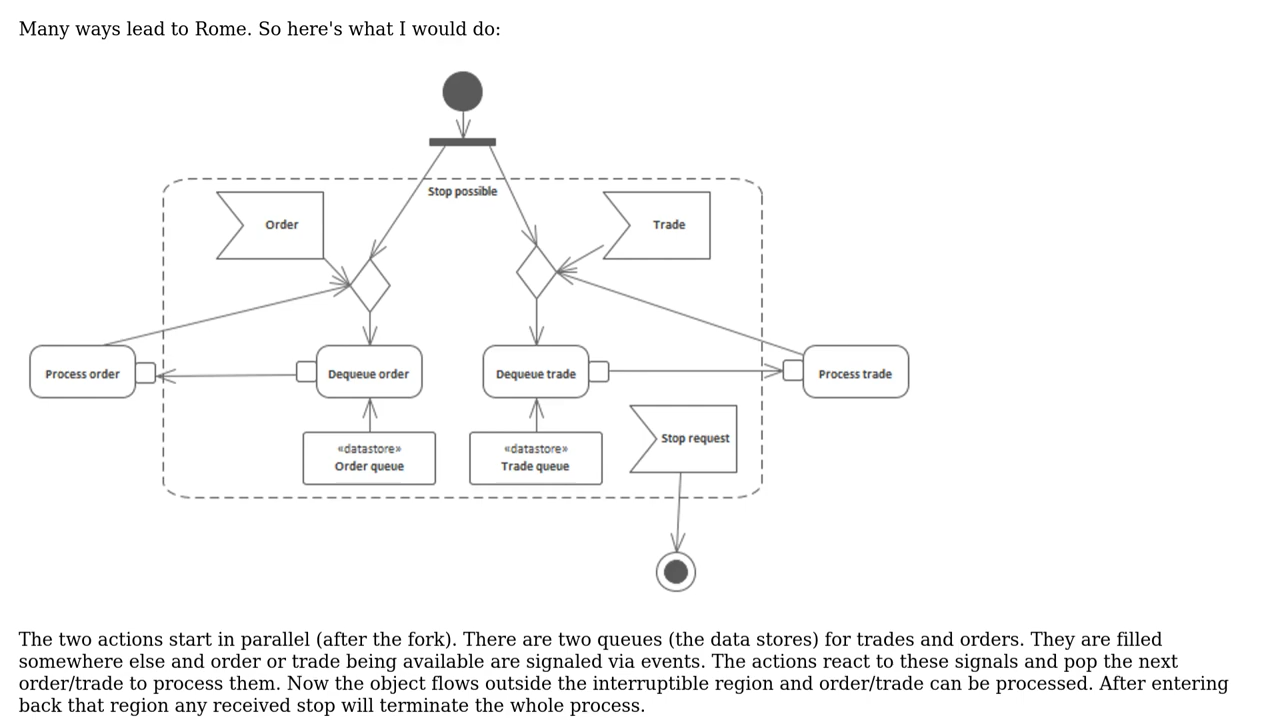 Many ways lead to Rome. So here's what I would do:
Stop possible
Order
Trade
Process order
Dequeue order
Dequeue trade
Process trade
«datastore»
Order queue
«datastore»
Trade queue
Stop request
The two actions start in parallel (after the fork). There are two queues (the data stores) for trades and orders. They are filled
somewhere else and order or trade being available are signaled via events. The actions react to these signals and pop the next
order/trade to process them. Now the object flows outside the interruptible region and order/trade can be processed. After entering
back that region any received stop will terminate the whole process.